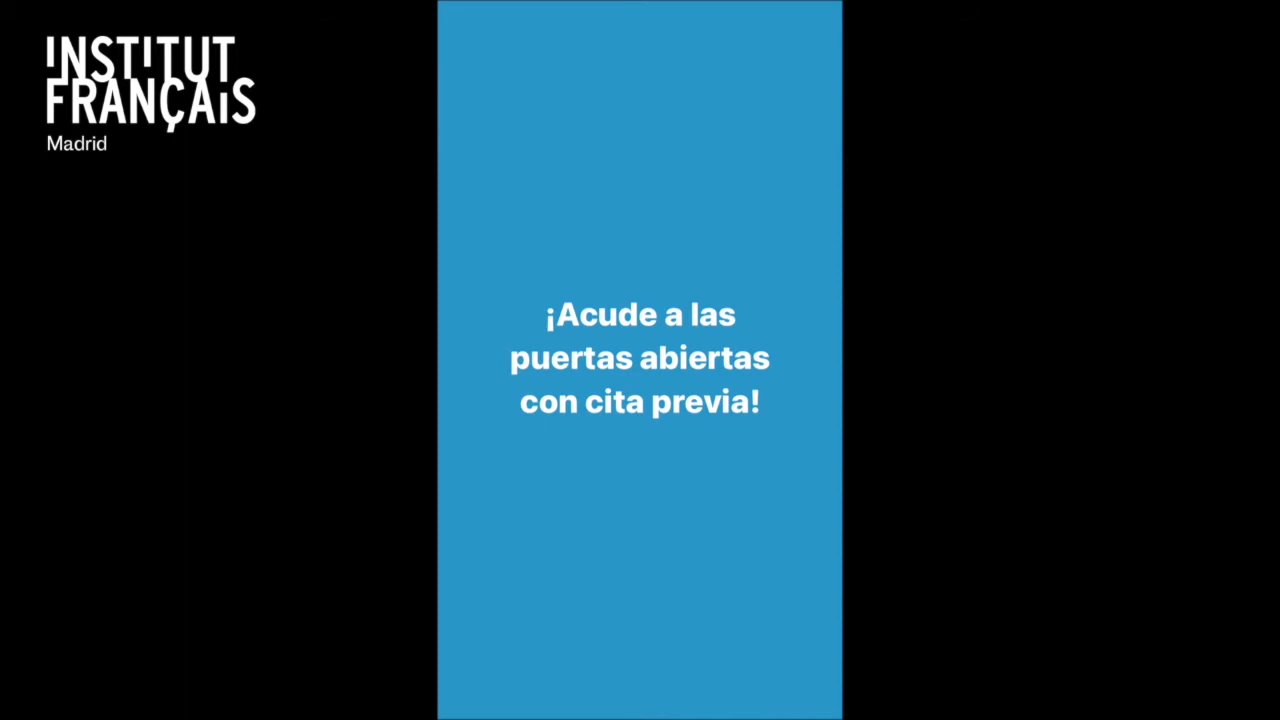 INSTITUT
FRANÇAIS
Madrid
¡Acude a las
puertas abiertas
con cita previa!